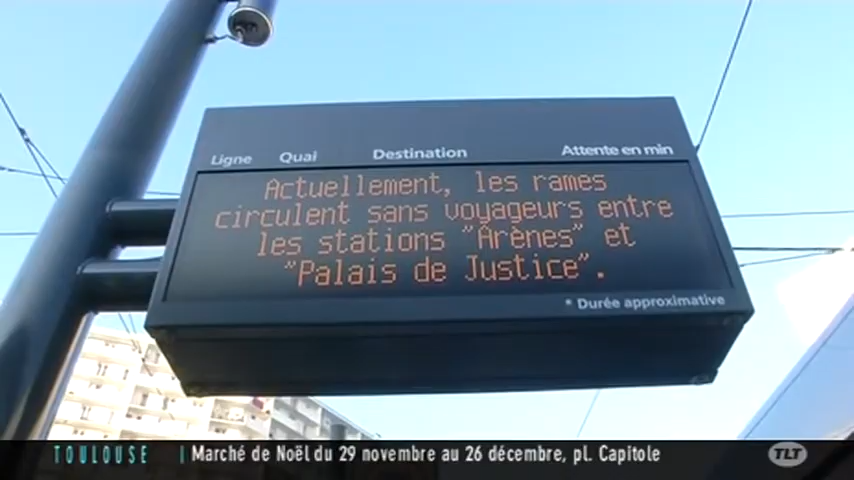 Ligne Quai Destination Attente en min
Actuellement, les rames
circulent sans voyageurs entre
les stations "Arènes" et
"Palais de Justice".
* Durée approximative
TOULOUSE | Marché de Noël du 29 novembre au 26 décembre, pl. Capitole TLT